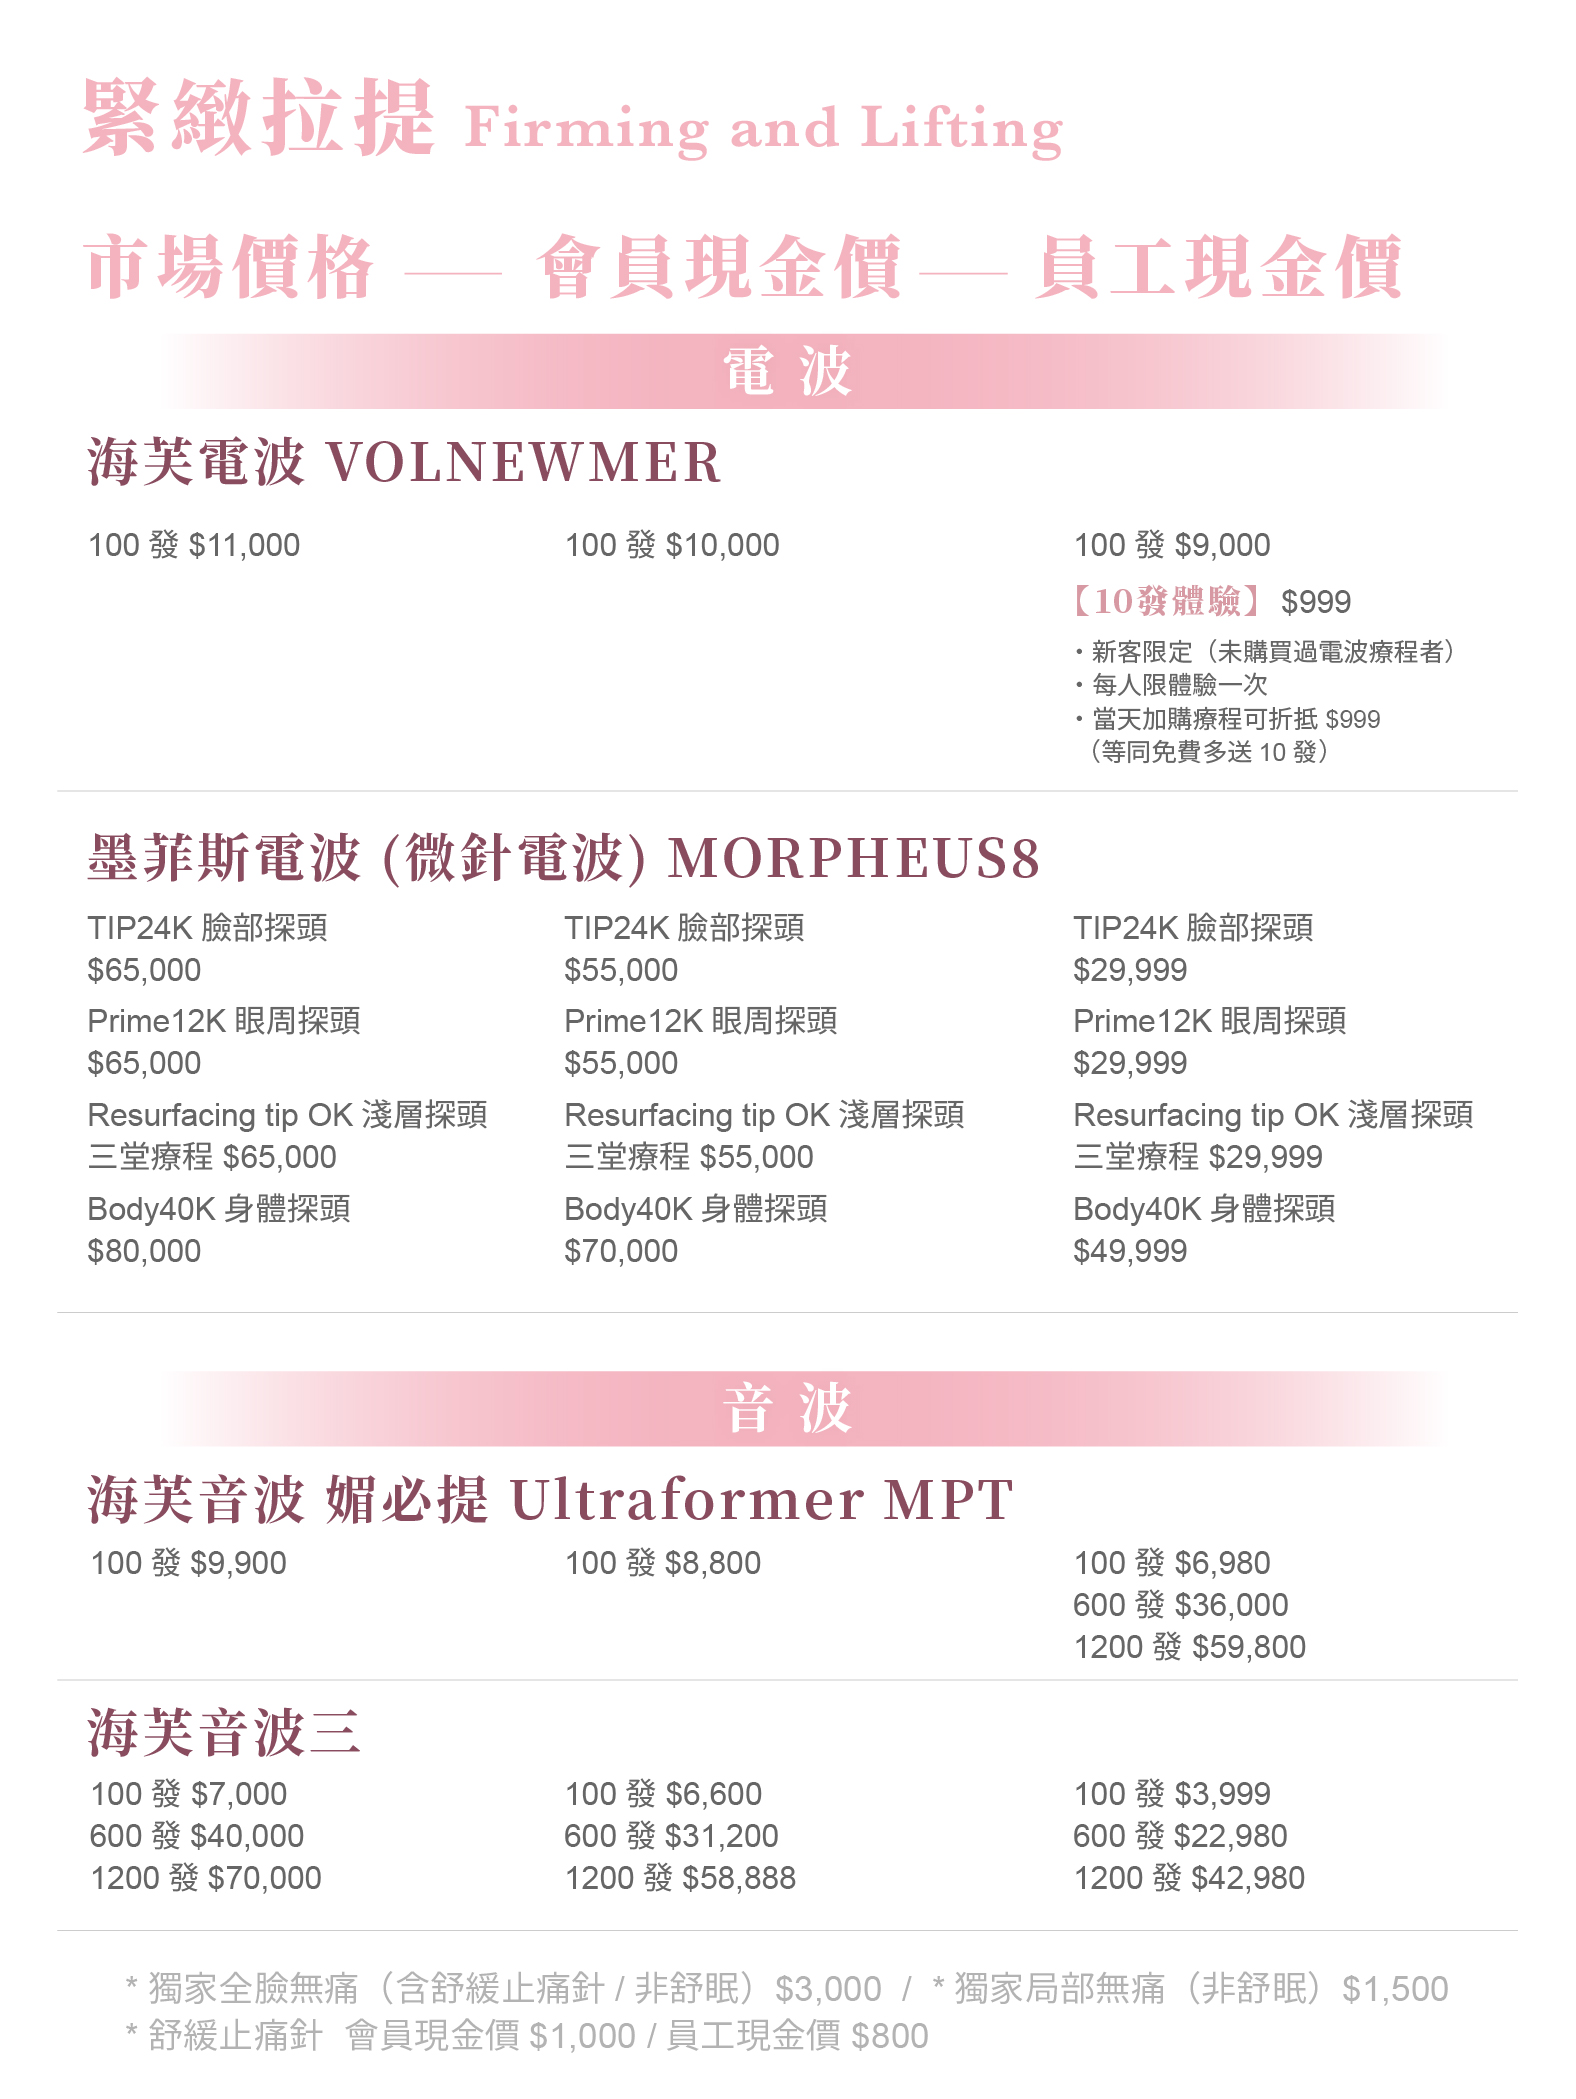 緊緻拉提 Firming and Lifting
市場價格 —— 會員現金價 —— 員工現金價
電 波
海芙電波 VOLNEWMER
100 發 $11,000 100 發 $10,000 100 發 $9,000
【10發體驗】 $999
・新客限定（未購買過電波療程者）
・每人限體驗一次
・當天加購療程可折抵 $999
（等同免費多送 10 發）
墨菲斯電波 (微針電波) MORPHEUS8
TIP24K 臉部探頭 TIP24K 臉部探頭 TIP24K 臉部探頭
$65,000 $55,000 $29,999
Prime12K 眼周探頭 Prime12K 眼周探頭 Prime12K 眼周探頭
$65,000 $55,000 $29,999
Resurfacing tip OK 淺層探頭 Resurfacing tip OK 淺層探頭 Resurfacing tip OK 淺層探頭
三堂療程 $65,000 三堂療程 $55,000 三堂療程 $29,999
Body40K 身體探頭 Body40K 身體探頭 Body40K 身體探頭
$80,000 $70,000 $49,999
音 波
海芙音波 媚必提 Ultraformer MPT
100 發 $9,900 100 發 $8,800 100 發 $6,980
600 發 $36,000
1200 發 $59,800
海芙音波三
100 發 $7,000 100 發 $6,600 100 發 $3,999
600 發 $40,000 600 發 $31,200 600 發 $22,980
1200 發 $70,000 1200 發 $58,888 1200 發 $42,980
* 獨家全臉無痛（含舒緩止痛針 / 非舒眠）$3,000 / * 獨家局部無痛（非舒眠）$1,500
* 舒緩止痛針 會員現金價 $1,000 / 員工現金價 $800